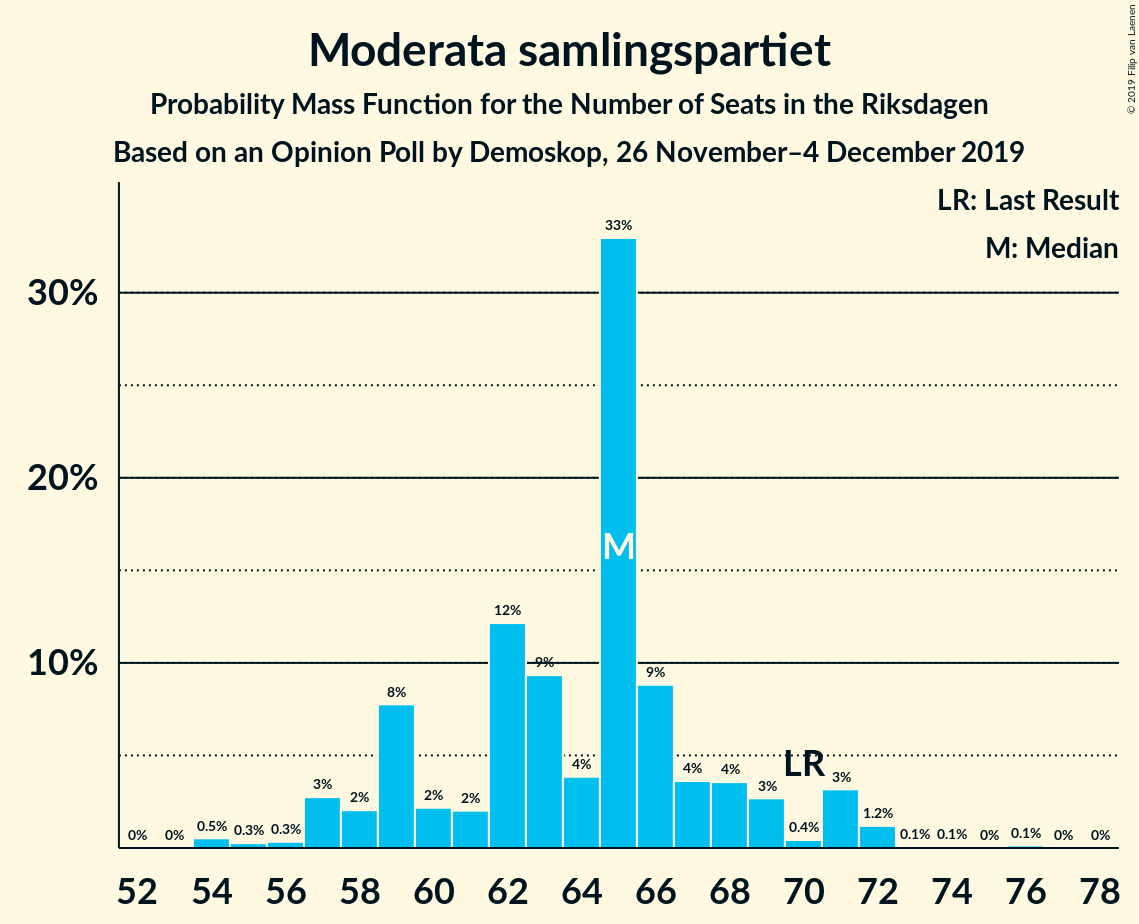 Moderata samlingspartiet
Probability Mass Function for the Number of Seats in the Riksdagen
Based on an Opinion Poll by Demoskop, 26 November–4 December 2019
© 2019 Filip van Laenen
LR: Last Result
M: Median
30%
20%
10%
0% 0% 0.5% 0.3% 0.3% 3% 2% 8% 2% 2% 12% 9% 4% 33% 9% 4% 4% 3% 0.4% 3% 1.2% 0.1% 0.1% 0% 0.1% 0% 0%
M
LR
52 54 56 58 60 62 64 66 68 70 72 74 76 78